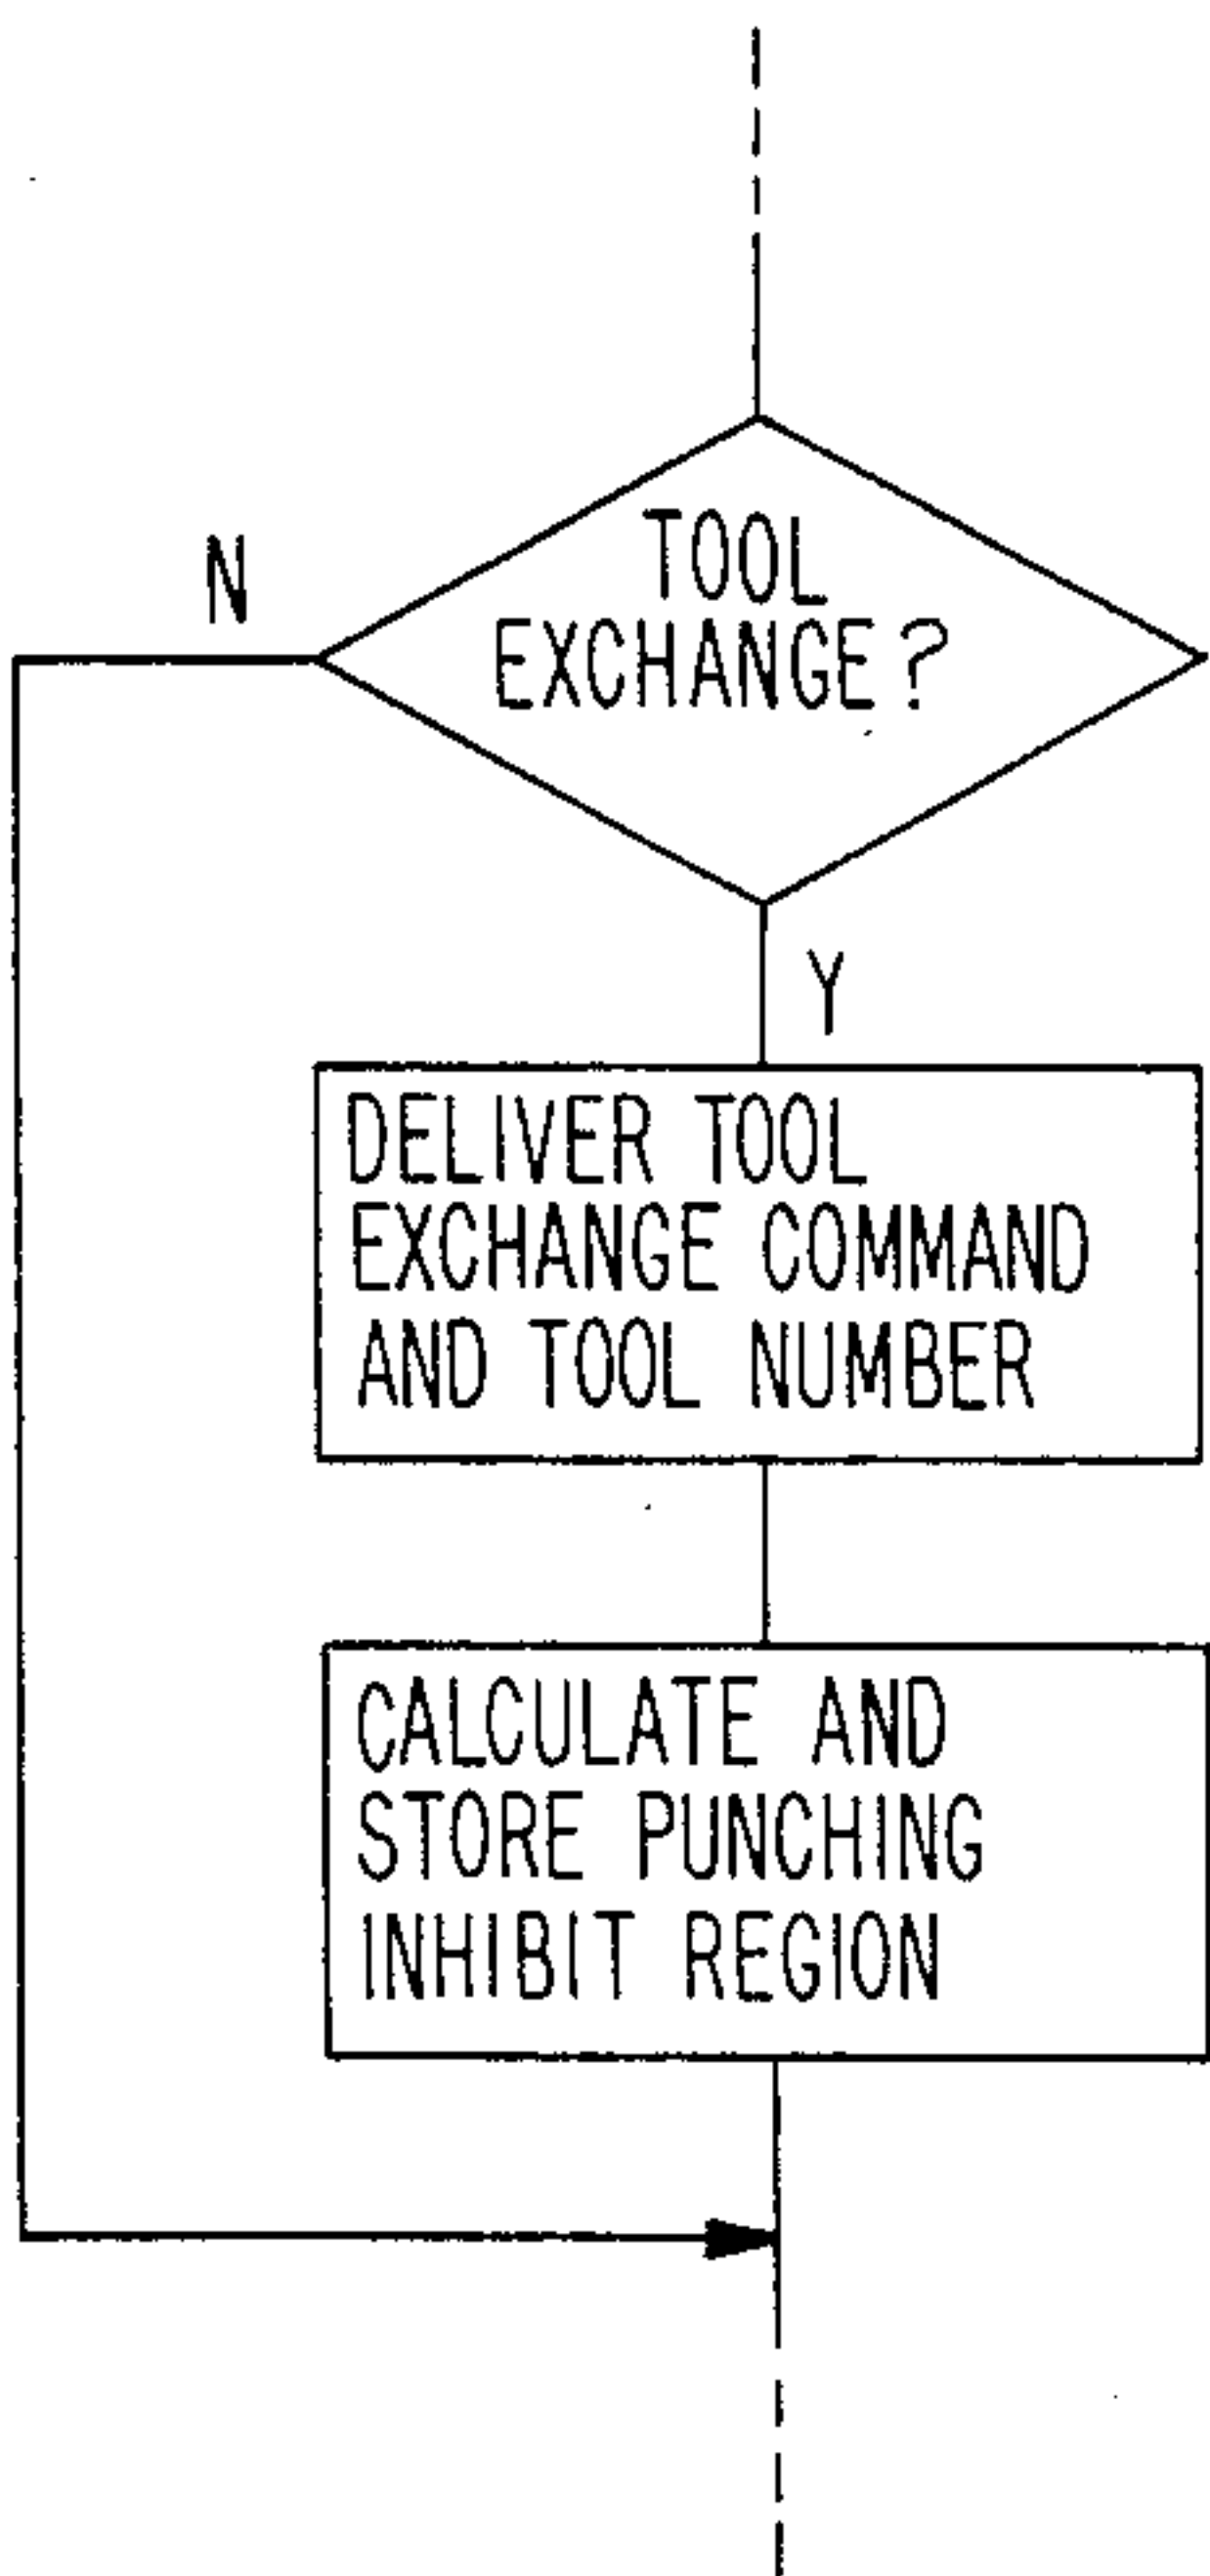 TOOL
EXCHANGE?
N
Y
DELIVER TOOL
EXCHANGE COMMAND
AND TOOL NUMBER
CALCULATE AND
STORE PUNCHING
INHIBIT REGION